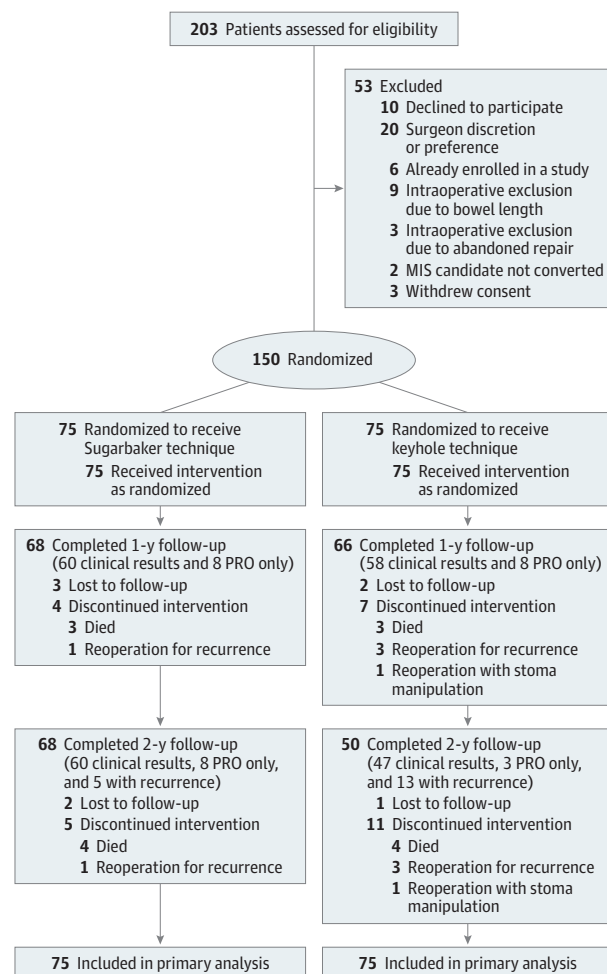 203 Patients assessed for eligibility
53 Excluded
10 Declined to participate
20 Surgeon discretion
or preference
6 Already enrolled in a study
9 Intraoperative exclusion
due to bowel length
3 Intraoperative exclusion
due to abandoned repair
2 MIS candidate not converted
3 Withdrew consent
150 Randomized
75 Randomized to receive
Sugarbaker technique
75 Received intervention
as randomized
75 Randomized to receive
keyhole technique
75 Received intervention
as randomized
68 Completed 1-y follow-up
(60 clinical results and 8 PRO only)
3 Lost to follow-up
4 Discontinued intervention
3 Died
1 Reoperation for recurrence
66 Completed 1-y follow-up
(58 clinical results and 8 PRO only)
2 Lost to follow-up
7 Discontinued intervention
3 Died
3 Reoperation for recurrence
1 Reoperation with stoma
manipulation
68 Completed 2-y follow-up
(60 clinical results, 8 PRO only,
and 5 with recurrence)
2 Lost to follow-up
5 Discontinued intervention
4 Died
1 Reoperation for recurrence
50 Completed 2-y follow-up
(47 clinical results, 3 PRO only,
and 13 with recurrence)
1 Lost to follow-up
11 Discontinued intervention
4 Died
3 Reoperation for recurrence
1 Reoperation with stoma
manipulation
75 Included in primary analysis
75 Included in primary analysis